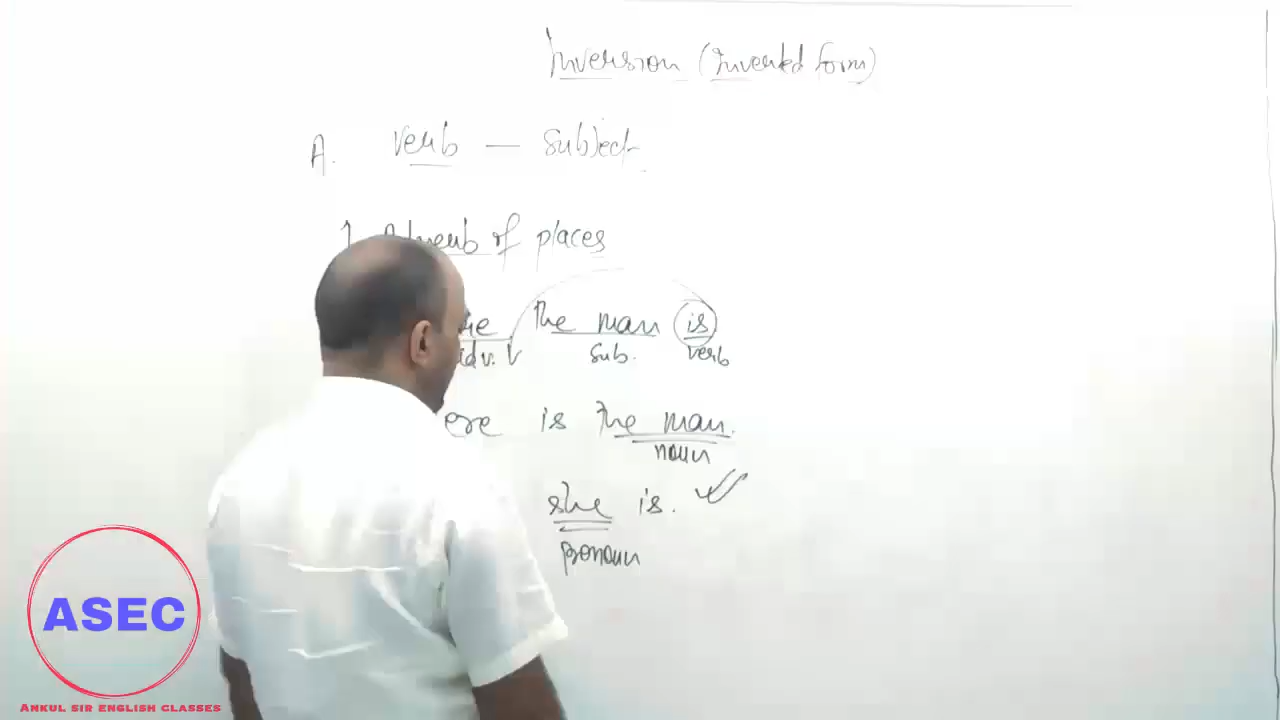 Inversion (Inverted form)
A. verb — subject
1. Adverb of places
the man is
adv. sub. verb
is the man.
noun
she is.
pronoun
ASEC
ANKUL SIR ENGLISH CLASSES